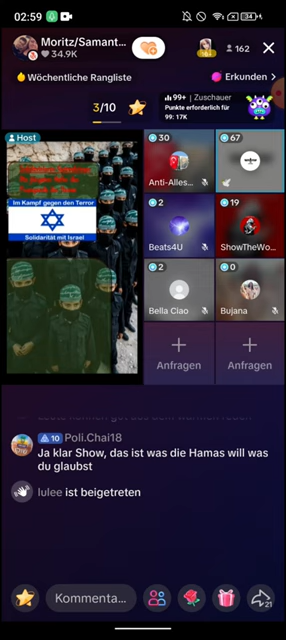 02:59
94
Moritz/Samant...
34.9K
162
Wöchentliche Rangliste
Erkunden >
3/10
99+ | Zuschauer
Punkte erforderlich für
99: 17K
Host
Im Kampf gegen den Terror
Solidarität mit Israel
30
Anti-Alles...
67
2
Beats4U
19
ShowTheWo...
2
Bella Ciao
0
Bujana
+
Anfragen
+
Anfragen
10 Poli.Chai18
Ja klar Show, das ist was die Hamas will was
du glaubst
lulee ist beigetreten
Kommenta...
21